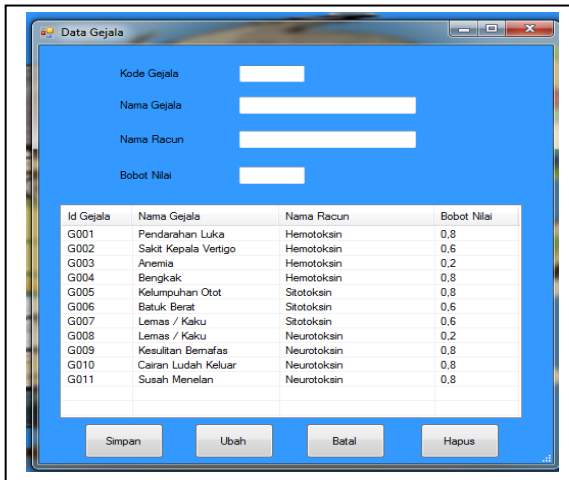 Data Gejala
Kode Gejala
Nama Gejala
Nama Racun
Bobot Nilai
Id Gejala Nama Gejala Nama Racun Bobot Nilai
G001 Pendarahan Luka Hemotoksin 0,8
G002 Sakit Kepala Vertigo Hemotoksin 0,6
G003 Anemia Hemotoksin 0,2
G004 Bengkak Hemotoksin 0,8
G005 Kelumpuhan Otot Sitotoksin 0,8
G006 Batuk Berat Sitotoksin 0,6
G007 Lemas / Kaku Sitotoksin 0,6
G008 Lemas / Kaku Neurotoksin 0,2
G009 Kesulitan Bernafas Neurotoksin 0,8
G010 Cairan Ludah Keluar Neurotoksin 0,8
G011 Susah Menelan Neurotoksin 0,8
Simpan Ubah Batal Hapus